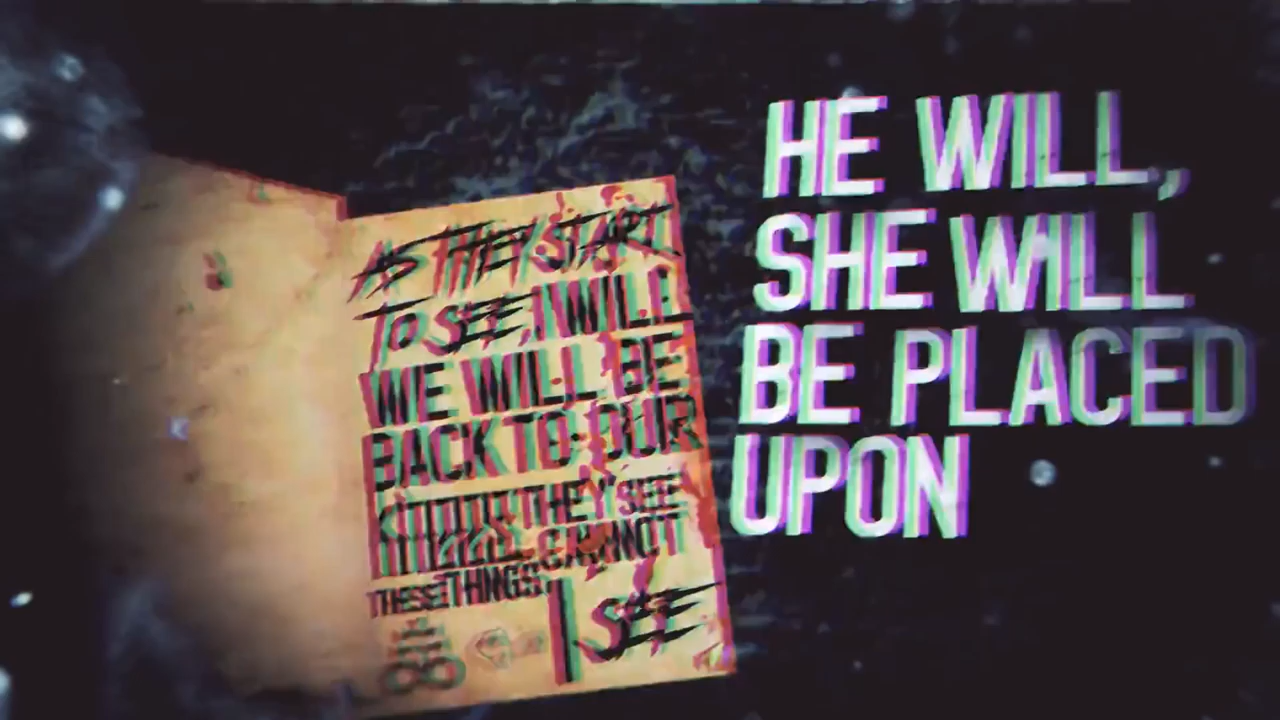 AS THEY START
TO SEE, I WILL
WE WILL BE
BACK TO OUR
THEY SEE
CANNOT
THESE THINGS
I SEE
HE WILL,
SHE WILL
BE PLACED
UPON